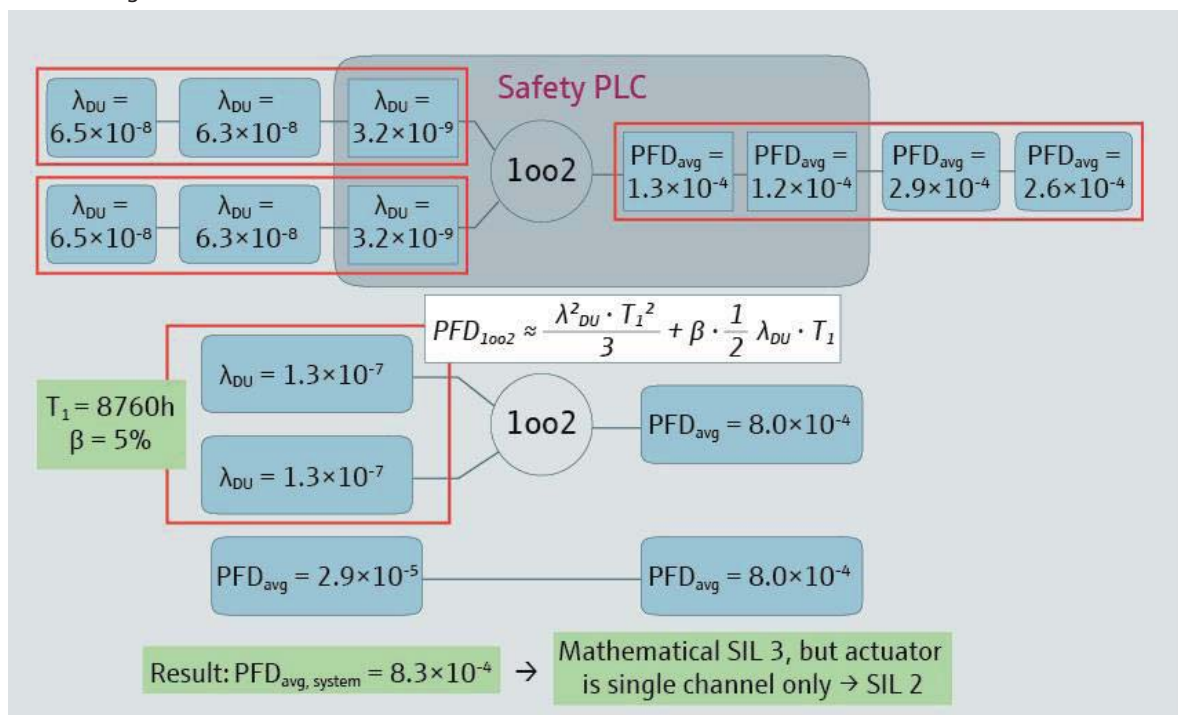 Safety PLC
λDU =
6.5×10⁻⁸
λDU =
6.3×10⁻⁸
λDU =
3.2×10⁻⁹
λDU =
6.5×10⁻⁸
λDU =
6.3×10⁻⁸
λDU =
3.2×10⁻⁹
1oo2
PFDavg =
1.3×10⁻⁴
PFDavg =
1.2×10⁻⁴
PFDavg =
2.9×10⁻⁴
PFDavg =
2.6×10⁻⁴
PFD1oo2 ≈ λ²DU · T1² / 3 + β · 1/2 λDU · T1
T1 = 8760h
β = 5%
λDU = 1.3×10⁻⁷
λDU = 1.3×10⁻⁷
1oo2
PFDavg = 8.0×10⁻⁴
PFDavg = 2.9×10⁻⁵
PFDavg = 8.0×10⁻⁴
Result: PFDavg, system = 8.3×10⁻⁴ →
Mathematical SIL 3, but actuator
is single channel only → SIL 2